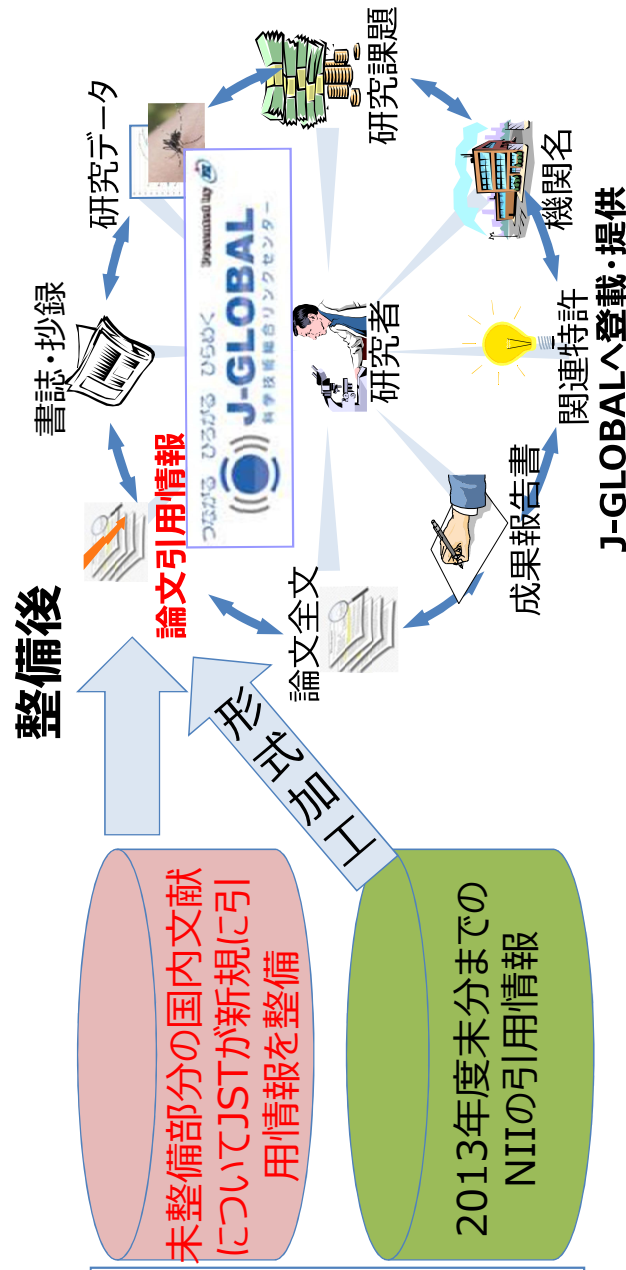 未整備部分の国内文献
についてJSTが新規に引
用情報を整備
2013年度末分までの
NIIの引用情報
形式加工
整備後
論文引用情報
書誌・抄録
研究データ
研究課題
機関名
関連特許
成果報告書
論文全文
つながる ひろがる ひらめく
J-GLOBAL
科学技術総合リンクセンター
研究者
J-GLOBALへ登載・提供